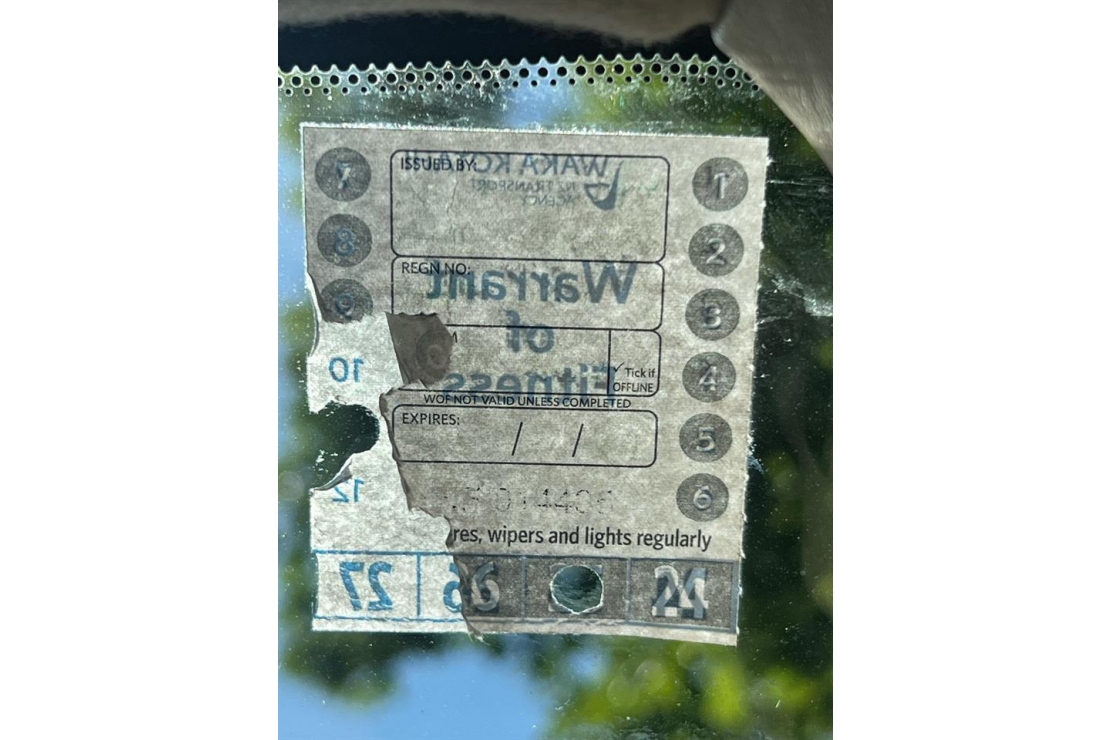 7
ISSUED BY:
WAKA KOTAHI
NZ TRANSPORT
AGENCY
1
8
2
REGN NO:
Warrant
9
3
of
10
✓ Tick if
OFFLINE
4
Fitness
WOF NOT VALID UNLESS COMPLETED
EXPIRES: / /
5
12
6
res, wipers and lights regularly
27 26 24